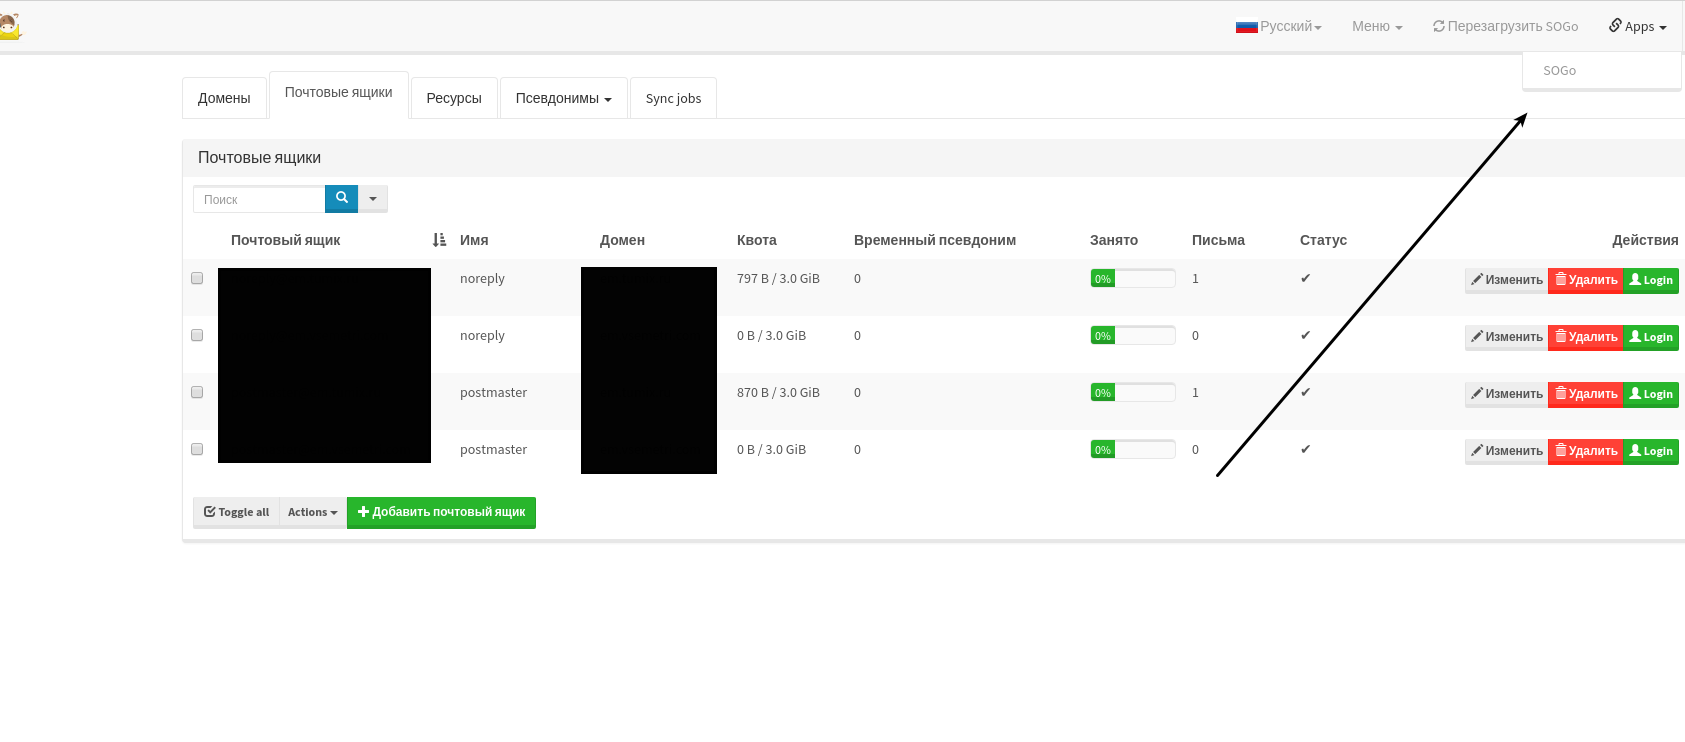 Русский Меню Перезагрузить SOGo Apps
SOGo
Домены Почтовые ящики Ресурсы Псевдонимы Sync jobs
Почтовые ящики
Поиск
Почтовый ящик Имя Домен Квота Временный псевдоним Занято Письма Статус Действия
noreply 797 B / 3.0 GiB 0 0% 1 ✔ Изменить Удалить Login
noreply 0 B / 3.0 GiB 0 0% 0 ✔ Изменить Удалить Login
postmaster 870 B / 3.0 GiB 0 0% 1 ✔ Изменить Удалить Login
postmaster 0 B / 3.0 GiB 0 0% 0 ✔ Изменить Удалить Login
Toggle all Actions Добавить почтовый ящик